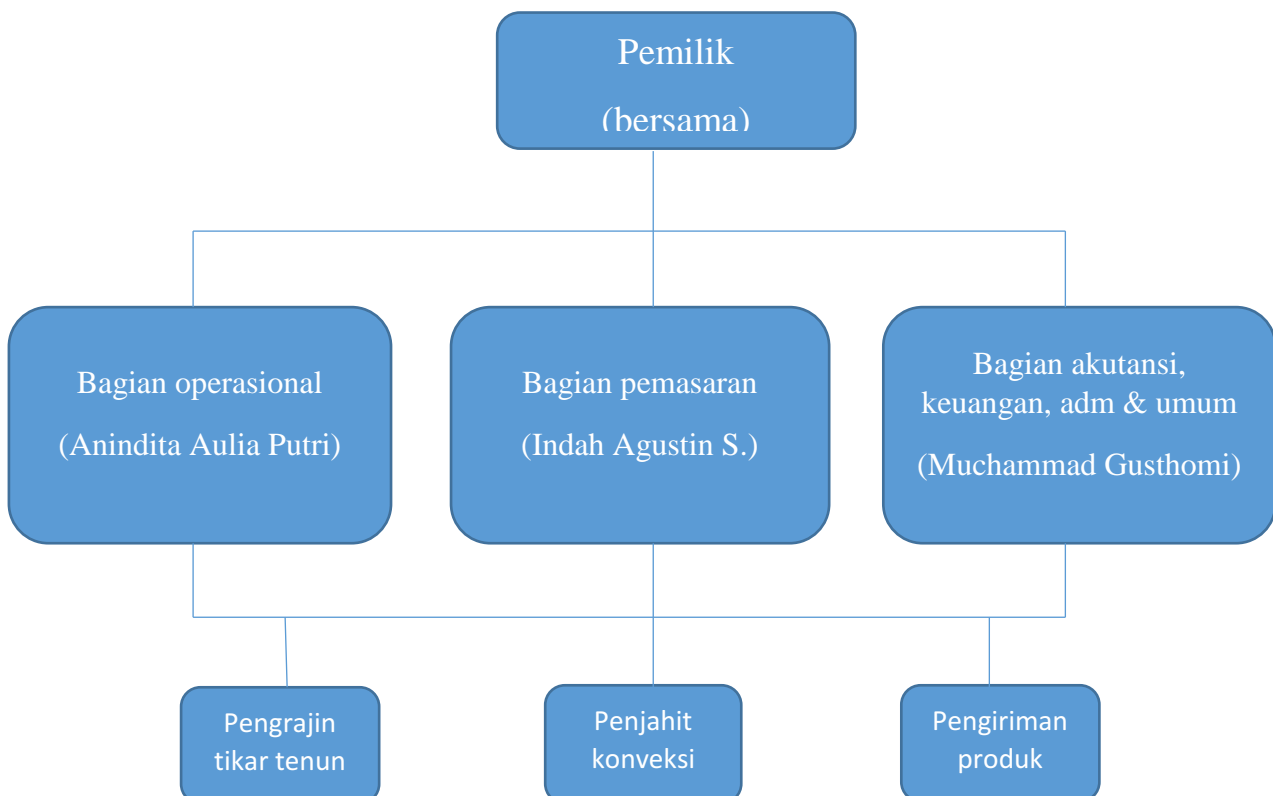 Pemilik
(bersama)
Bagian operasional
(Anindita Aulia Putri)
Bagian pemasaran
(Indah Agustin S.)
Bagian akutansi,
keuangan, adm & umum
(Muchammad Gusthomi)
Pengrajin
tikar tenun
Penjahit
konveksi
Pengiriman
produk